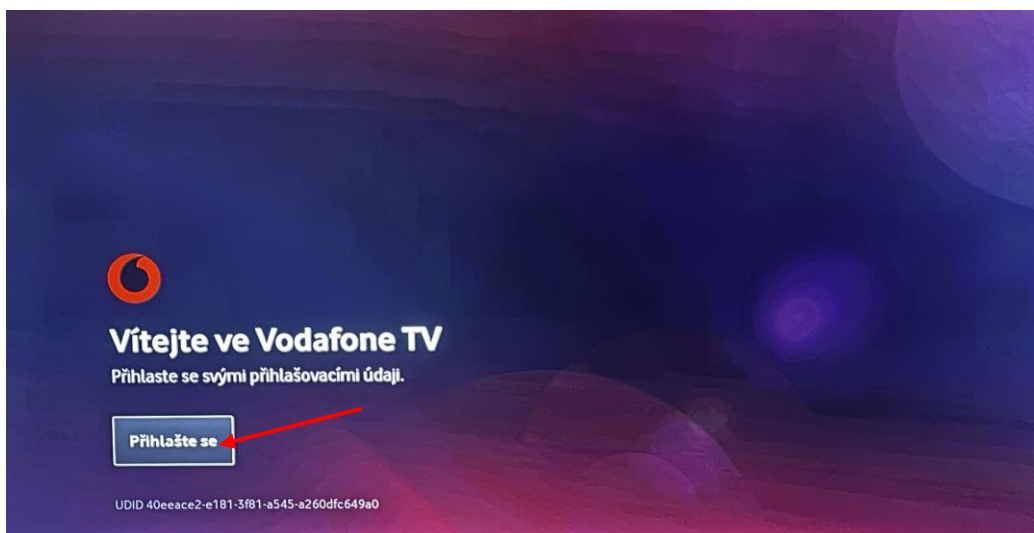 Vítejte ve Vodafone TV
Přihlaste se svými přihlašovacími údaji.
Přihlašte se
UDID 40eeace2-e181-3f81-a545-a260dfc649a0